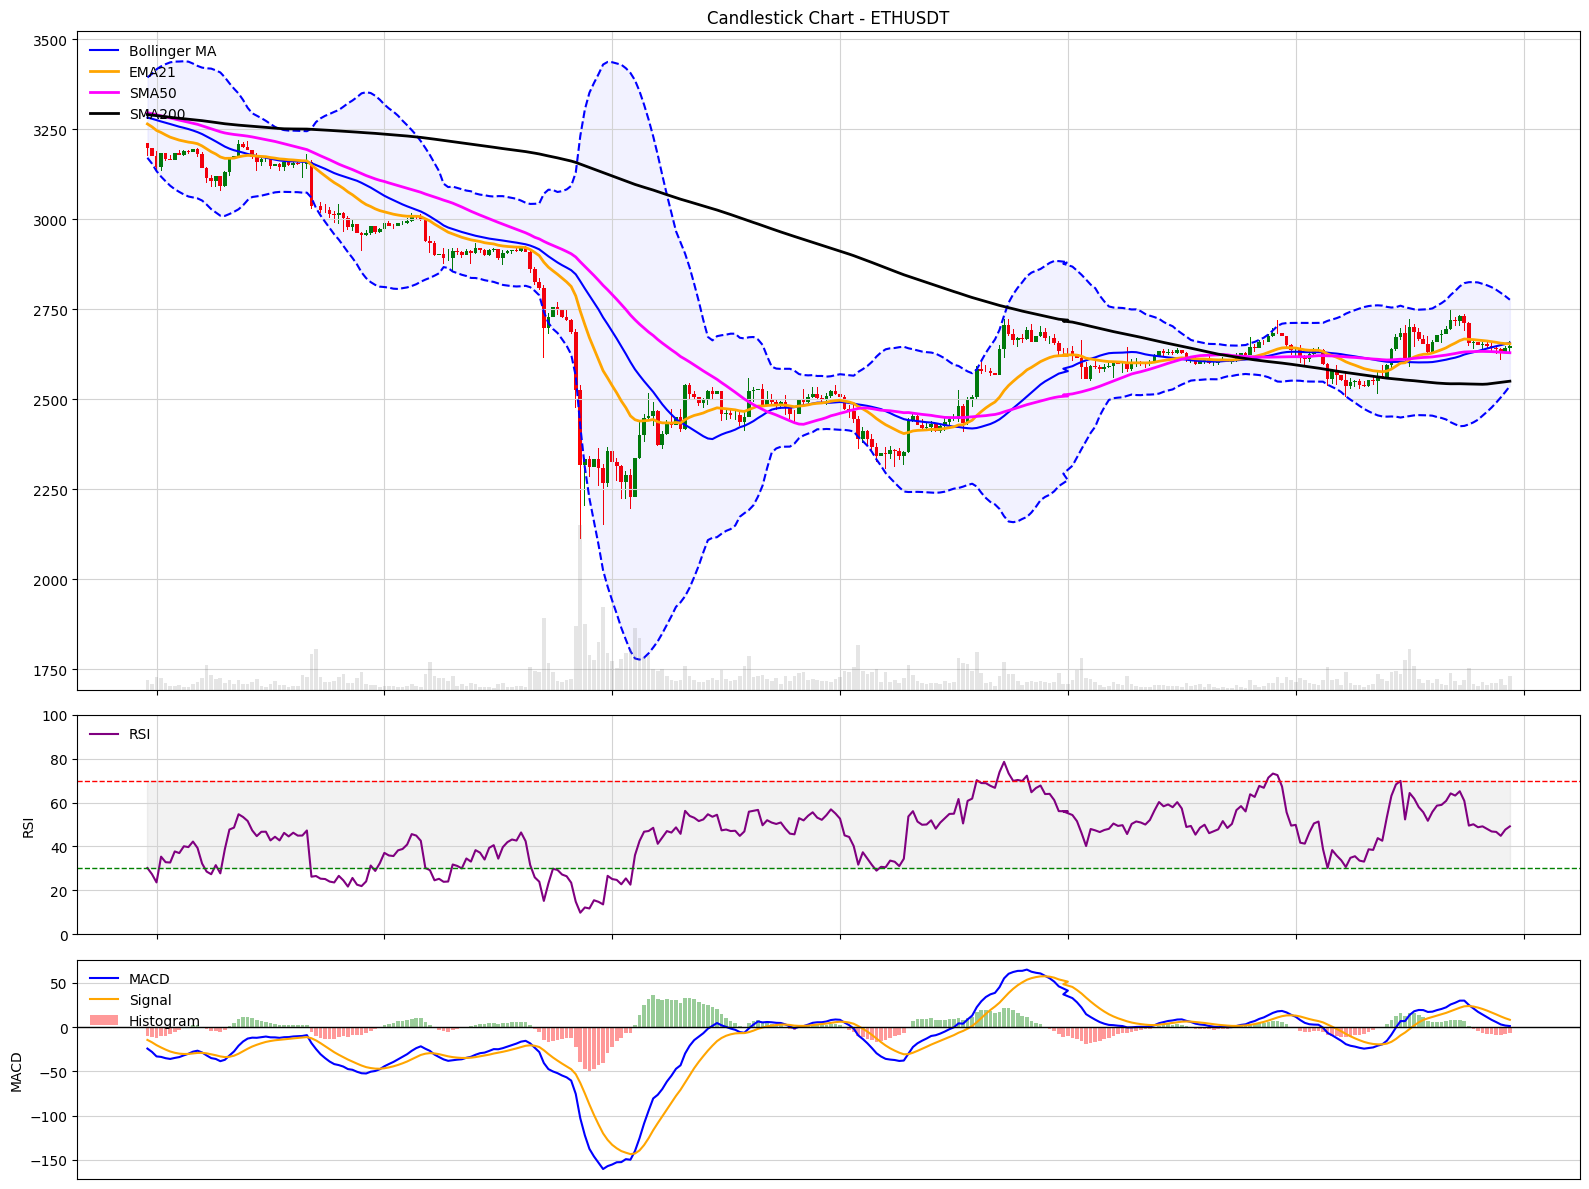 Candlestick Chart - ETHUSDT
3500
3250
3000
2750
2500
2250
2000
1750
Bollinger MA
EMA21
SMA50
SMA200
RSI
100
80
60
40
20
0
RSI
MACD
50
0
−50
−100
−150
MACD
Signal
Histogram